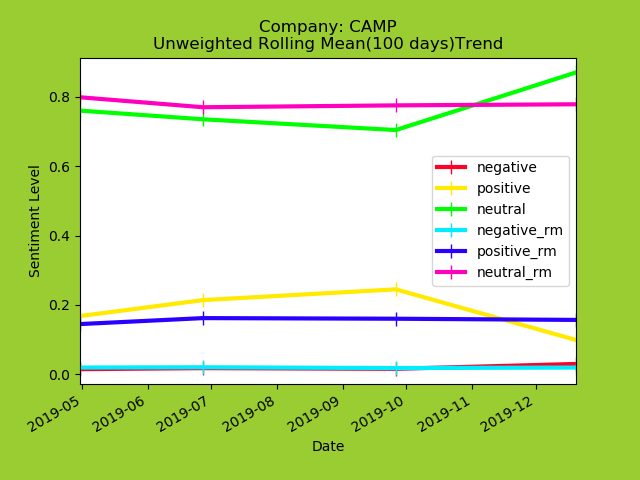 Company: CAMP
Unweighted Rolling Mean(100 days)Trend
Sentiment Level
0.8
0.6
0.4
0.2
0.0
negative
positive
neutral
negative_rm
positive_rm
neutral_rm
2019-05
2019-06
2019-07
2019-08
2019-09
2019-10
2019-11
2019-12
Date